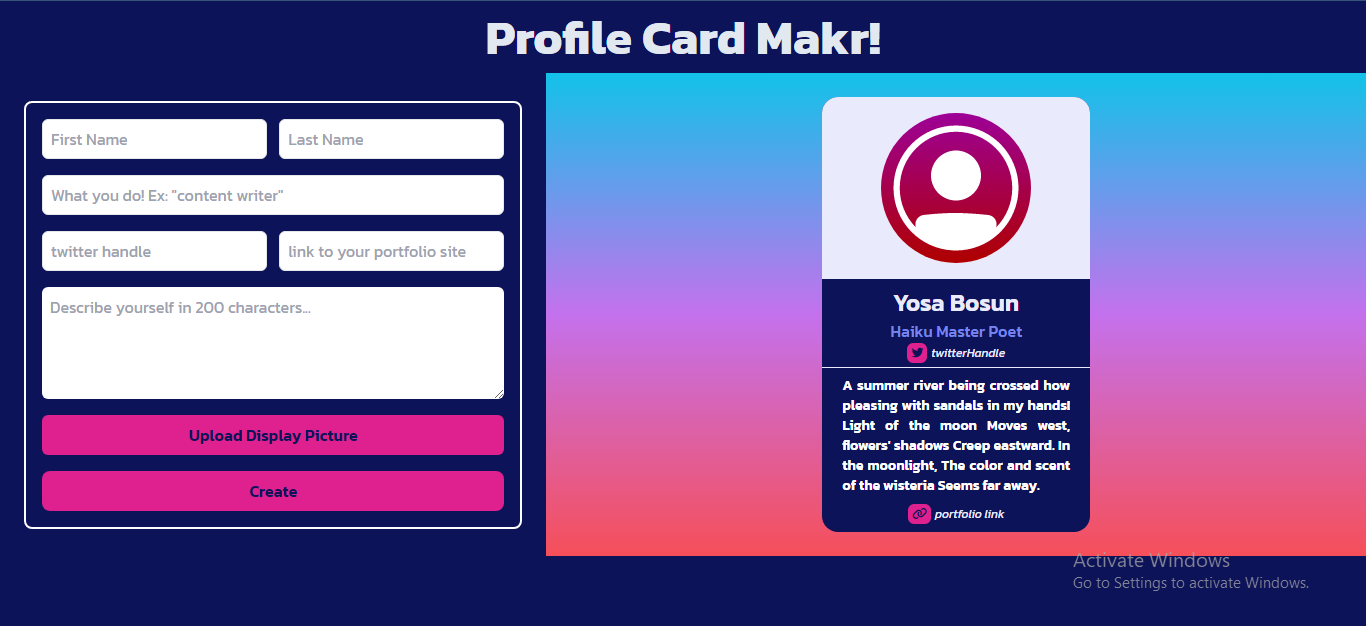 Profile Card Makr!
First Name
Last Name
What you do! Ex: "content writer"
twitter handle
link to your portfolio site
Describe yourself in 200 characters...
Upload Display Picture
Create
Yosa Bosun
Haiku Master Poet
twitterHandle
A summer river being crossed how
pleasing with sandals in my hands!
Light of the moon Moves west,
flowers' shadows Creep eastward. In
the moonlight, The color and scent
of the wisteria Seems far away.
portfolio link
Activate Windows
Go to Settings to activate Windows.